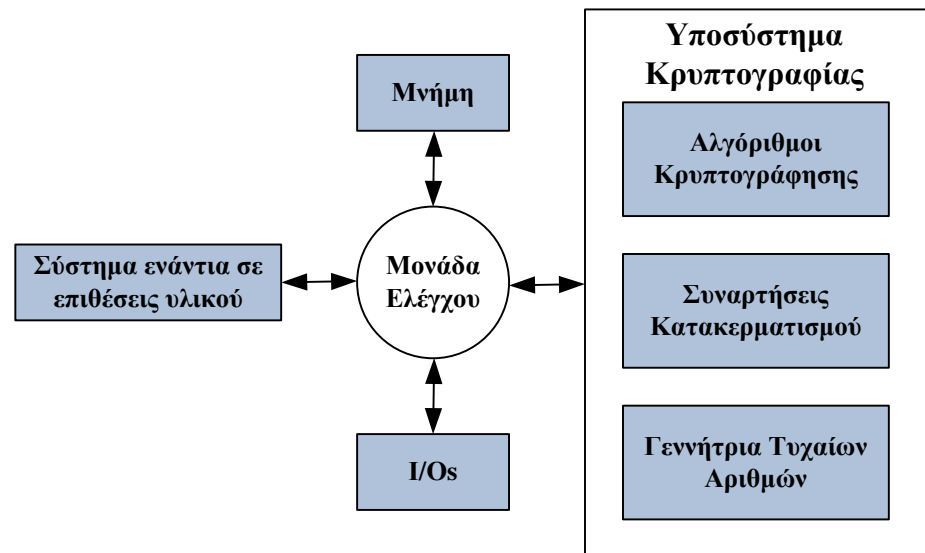 Υποσύστημα
Κρυπτογραφίας
Μνήμη
Αλγόριθμοι
Κρυπτογράφησης
Σύστημα ενάντια σε
επιθέσεις υλικού
Μονάδα
Ελέγχου
Συναρτήσεις
Κατακερματισμού
I/Os
Γεννήτρια Τυχαίων
Αριθμών